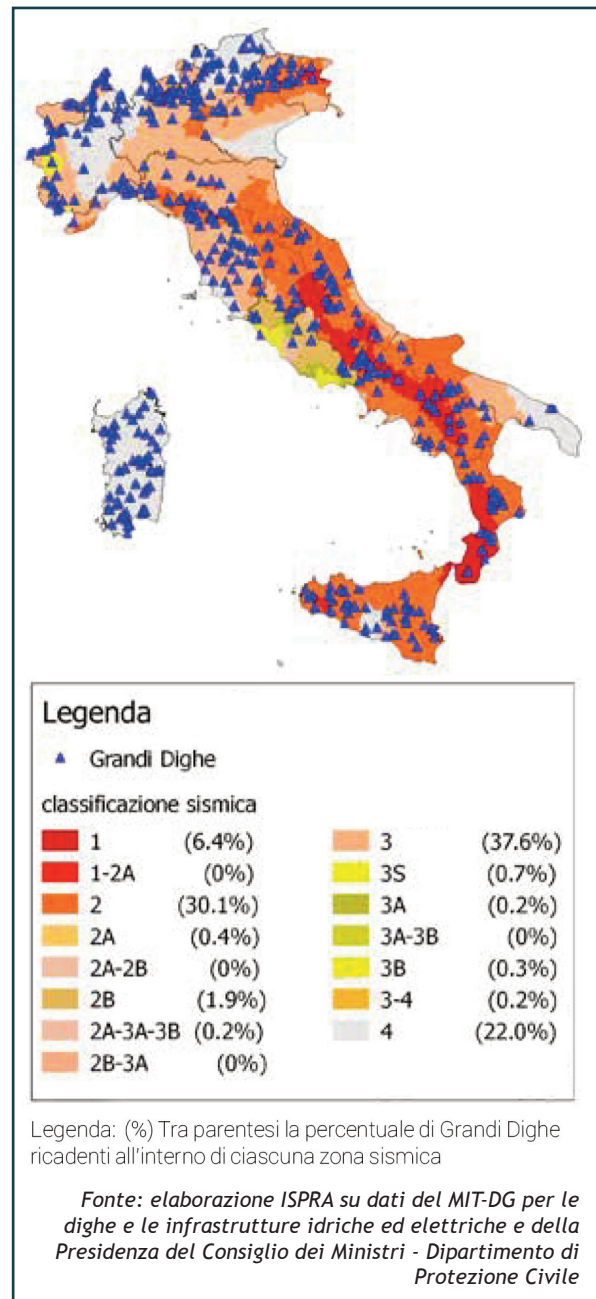 Legenda
Grandi Dighe
classificazione sismica
1 (6.4%)
1-2A (0%)
2 (30.1%)
2A (0.4%)
2A-2B (0%)
2B (1.9%)
2A-3A-3B (0.2%)
2B-3A (0%)
3 (37.6%)
3S (0.7%)
3A (0.2%)
3A-3B (0%)
3B (0.3%)
3-4 (0.2%)
4 (22.0%)
Legenda: (%) Tra parentesi la percentuale di Grandi Dighe
ricadenti all'interno di ciascuna zona sismica
Fonte: elaborazione ISPRA su dati del MIT-DG per le
dighe e le infrastrutture idriche ed elettriche e della
Presidenza del Consiglio dei Ministri - Dipartimento di
Protezione Civile